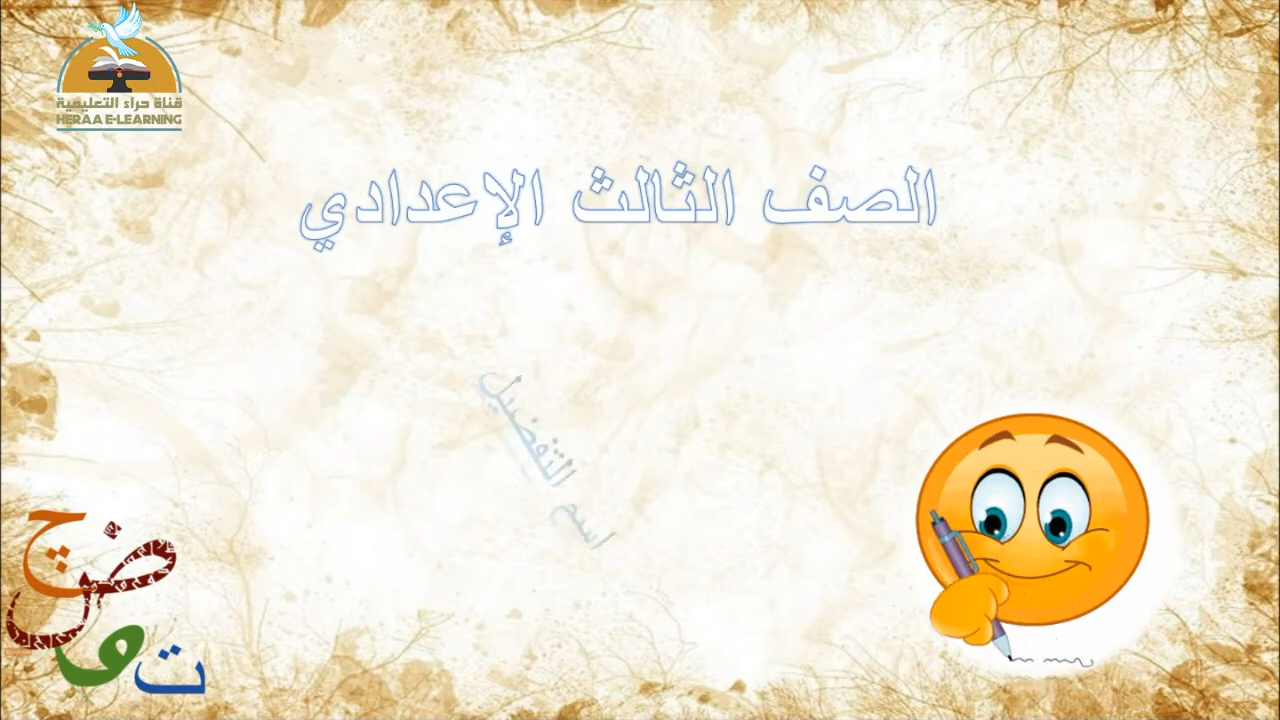 قناة حراء التعليمية
HERAA E-LEARNING
الصف الثالث الإعدادي
اسم التفضيل
ج
ض
و
ت